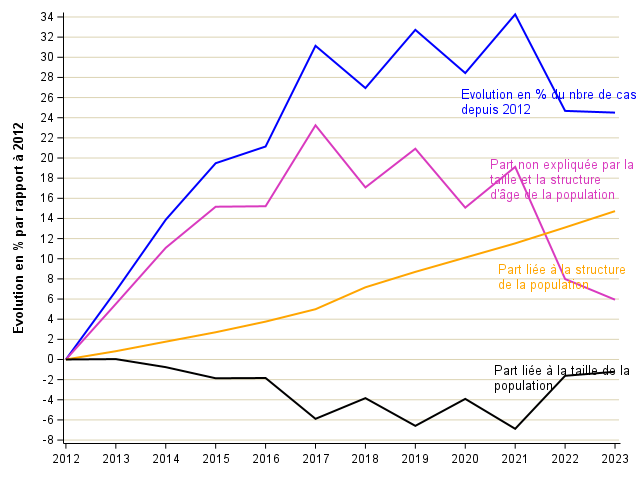 34
32
30
28
26
24
22
20
18
16
14
12
10
8
6
4
2
0
-2
-4
-6
-8
Evolution en % par rapport à 2012
Evolution en % du nbre de cas
depuis 2012
Part non expliquée par la
taille et la structure
d'âge de la population
Part liée à la structure
de la population
Part liée à la taille de la
population
2012 2013 2014 2015 2016 2017 2018 2019 2020 2021 2022 2023